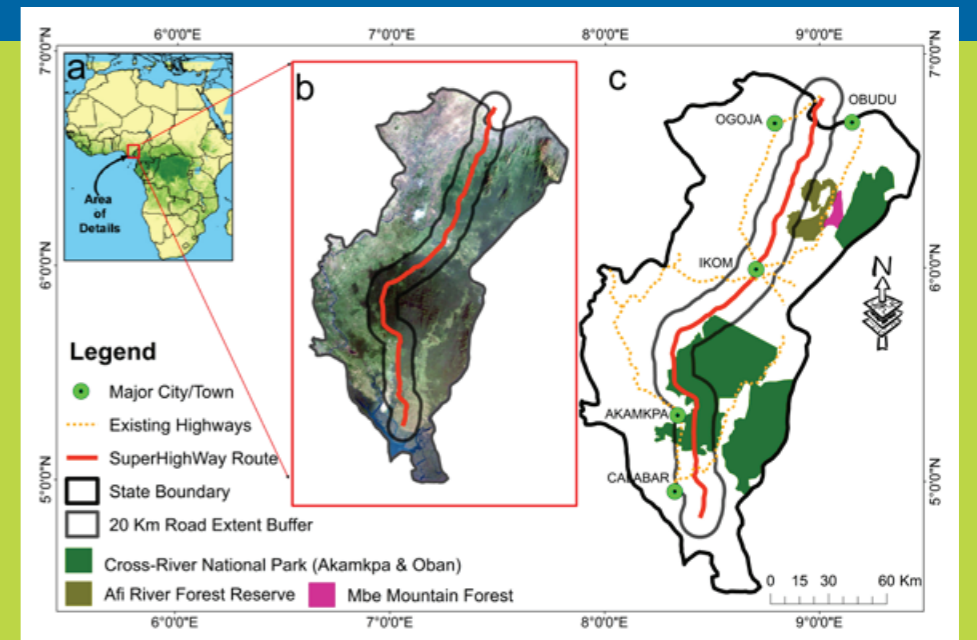 6°0'0"E 7°0'0"E 8°0'0"E 9°0'0"E
7°0'0"N
7°0'0"N
a
b
c
OBUDU
OGOJA
Area
of
Details
IKOM
6°0'0"N
6°0'0"N
N
Legend
Major City/Town
Existing Highways
SuperHighWay Route
State Boundary
20 Km Road Extent Buffer
Cross-River National Park (Akamkpa & Oban)
Afi River Forest Reserve
Mbe Mountain Forest
AKAMKPA
CALABAR
5°0'0"N
5°0'0"N
0 15 30 60 Km
6°0'0"E 7°0'0"E 8°0'0"E 9°0'0"E